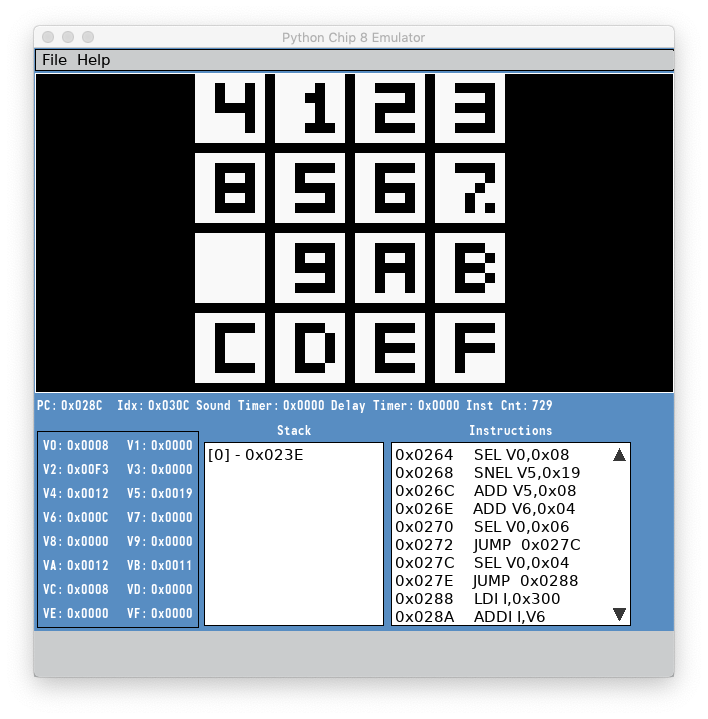 Python Chip 8 Emulator
File Help
4 1 2 3
8 5 6 7
9 A B
C D E F
PC: 0x028C Idx: 0x030C Sound Timer: 0x0000 Delay Timer: 0x0000 Inst Cnt: 729
Stack
Instructions
V0: 0x0008 V1: 0x0000
V2: 0x00F3 V3: 0x0000
V4: 0x0012 V5: 0x0019
V6: 0x000C V7: 0x0000
V8: 0x0000 V9: 0x0000
VA: 0x0012 VB: 0x0011
VC: 0x0008 VD: 0x0000
VE: 0x0000 VF: 0x0000
[0] - 0x023E
0x0264 SEL V0,0x08
0x0268 SNEL V5,0x19
0x026C ADD V5,0x08
0x026E ADD V6,0x04
0x0270 SEL V0,0x06
0x0272 JUMP 0x027C
0x027C SEL V0,0x04
0x027E JUMP 0x0288
0x0288 LDI I,0x300
0x028A ADDI I,V6